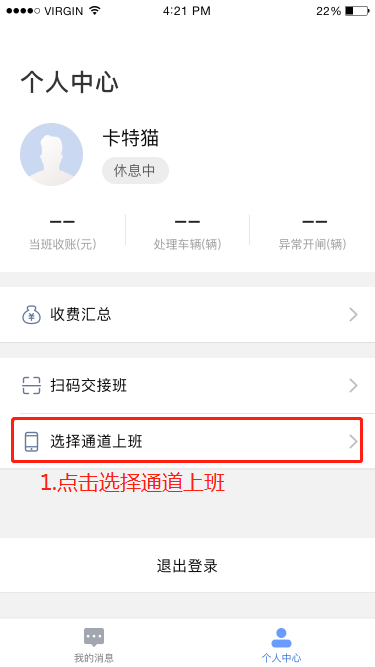 VIRGIN 4:21 PM 22%
个人中心
卡特猫
休息中
-- -- --
当班收账(元) 处理车辆(辆) 异常开闸(辆)
收费汇总
扫码交接班
选择通道上班
1.点击选择通道上班
退出登录
我的消息 个人中心